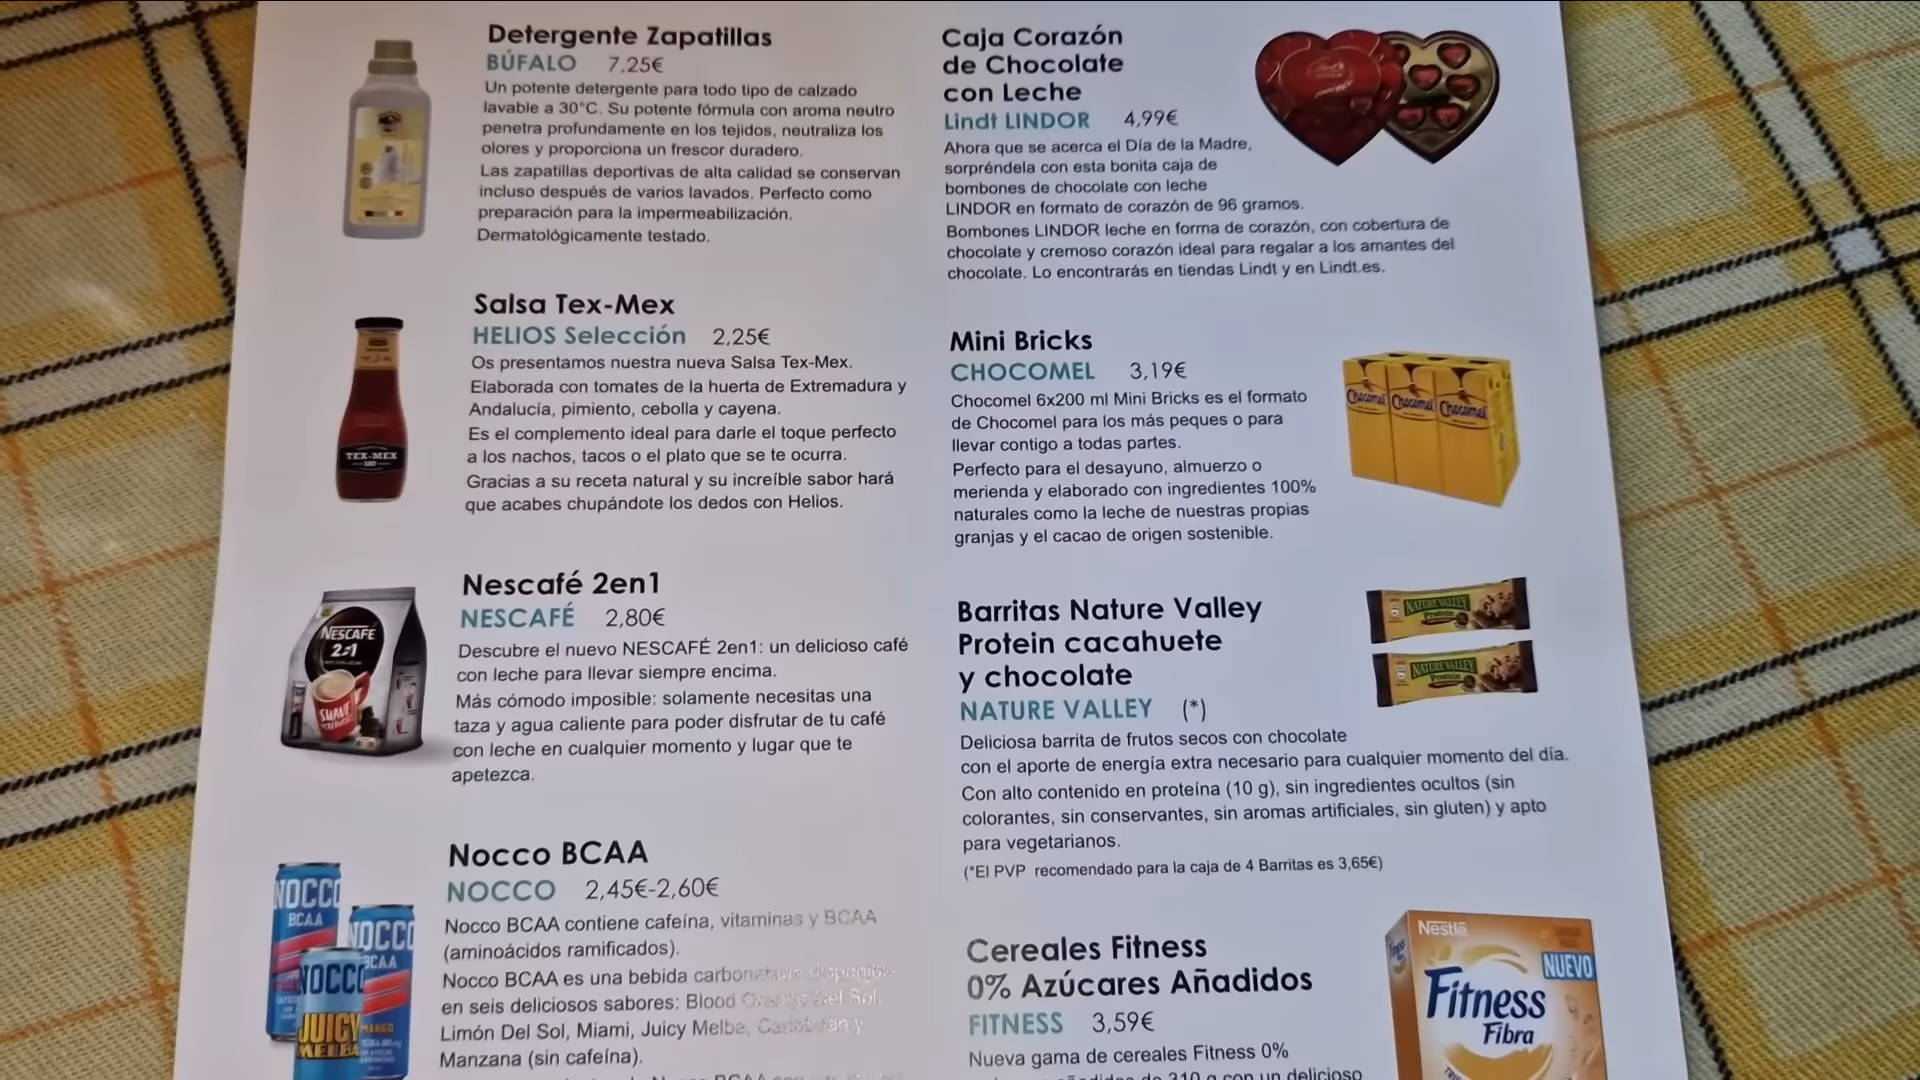 Detergente Zapatillas
BÚFALO 7,25€
Un potente detergente para todo tipo de calzado
lavable a 30°C. Su potente fórmula con aroma neutro
penetra profundamente en los tejidos, neutraliza los
olores y proporciona un frescor duradero.
Las zapatillas deportivas de alta calidad se conservan
incluso después de varios lavados. Perfecto como
preparación para la impermeabilización.
Dermatológicamente testado.
Salsa Tex-Mex
HELIOS Selección 2,25€
Os presentamos nuestra nueva Salsa Tex-Mex.
Elaborada con tomates de la huerta de Extremadura y
Andalucía, pimiento, cebolla y cayena.
Es el complemento ideal para darle el toque perfecto
a los nachos, tacos o el plato que se te ocurra.
Gracias a su receta natural y su increíble sabor hará
que acabes chupándote los dedos con Helios.
TEX-MEX
Nescafé 2en1
NESCAFÉ 2,80€
Descubre el nuevo NESCAFÉ 2en1: un delicioso café
con leche para llevar siempre encima.
Más cómodo imposible: solamente necesitas una
taza y agua caliente para poder disfrutar de tu café
con leche en cualquier momento y lugar que te
apetezca.
NESCAFÉ
2en1
SUAVE
Nocco BCAA
NOCCO 2,45€-2,60€
Nocco BCAA contiene cafeína, vitaminas y BCAA
(aminoácidos ramificados).
Nocco BCAA es una bebida
en seis deliciosos sabores: Blood Del Sol,
Limón Del Sol, Miami, Juicy Melba, y
Manzana (sin cafeína).
NOCCO
BCAA
NOCCO
BCAA
MANGO
NOCCO
JUICY
MELBA
Caja Corazón
de Chocolate
con Leche
Lindt LINDOR 4,99€
Ahora que se acerca el Día de la Madre,
sorpréndela con esta bonita caja de
bombones de chocolate con leche
LINDOR en formato de corazón de 96 gramos.
Bombones LINDOR leche en forma de corazón, con cobertura de
chocolate y cremoso corazón ideal para regalar a los amantes del
chocolate. Lo encontrarás en tiendas Lindt y en Lindt.es.
Mini Bricks
CHOCOMEL 3,19€
Chocomel 6x200 ml Mini Bricks es el formato
de Chocomel para los más peques o para
llevar contigo a todas partes.
Perfecto para el desayuno, almuerzo o
merienda y elaborado con ingredientes 100%
naturales como la leche de nuestras propias
granjas y el cacao de origen sostenible.
Chocomel Chocomel Chocomel
Barritas Nature Valley
Protein cacahuete
y chocolate
NATURE VALLEY (*)
Deliciosa barrita de frutos secos con chocolate
con el aporte de energía extra necesario para cualquier momento del día.
Con alto contenido en proteína (10 g), sin ingredientes ocultos (sin
colorantes, sin conservantes, sin aromas artificiales, sin gluten) y apto
para vegetarianos.
(*El PVP recomendado para la caja de 4 Barritas es 3,65€)
NATURE VALLEY
Protein
NATURE VALLEY
Protein
Cereales Fitness
0% Azúcares Añadidos
FITNESS 3,59€
Nueva gama de cereales Fitness 0%
de 310 g con un delicioso
Nestlé
NUEVO
Fitness
Fibra